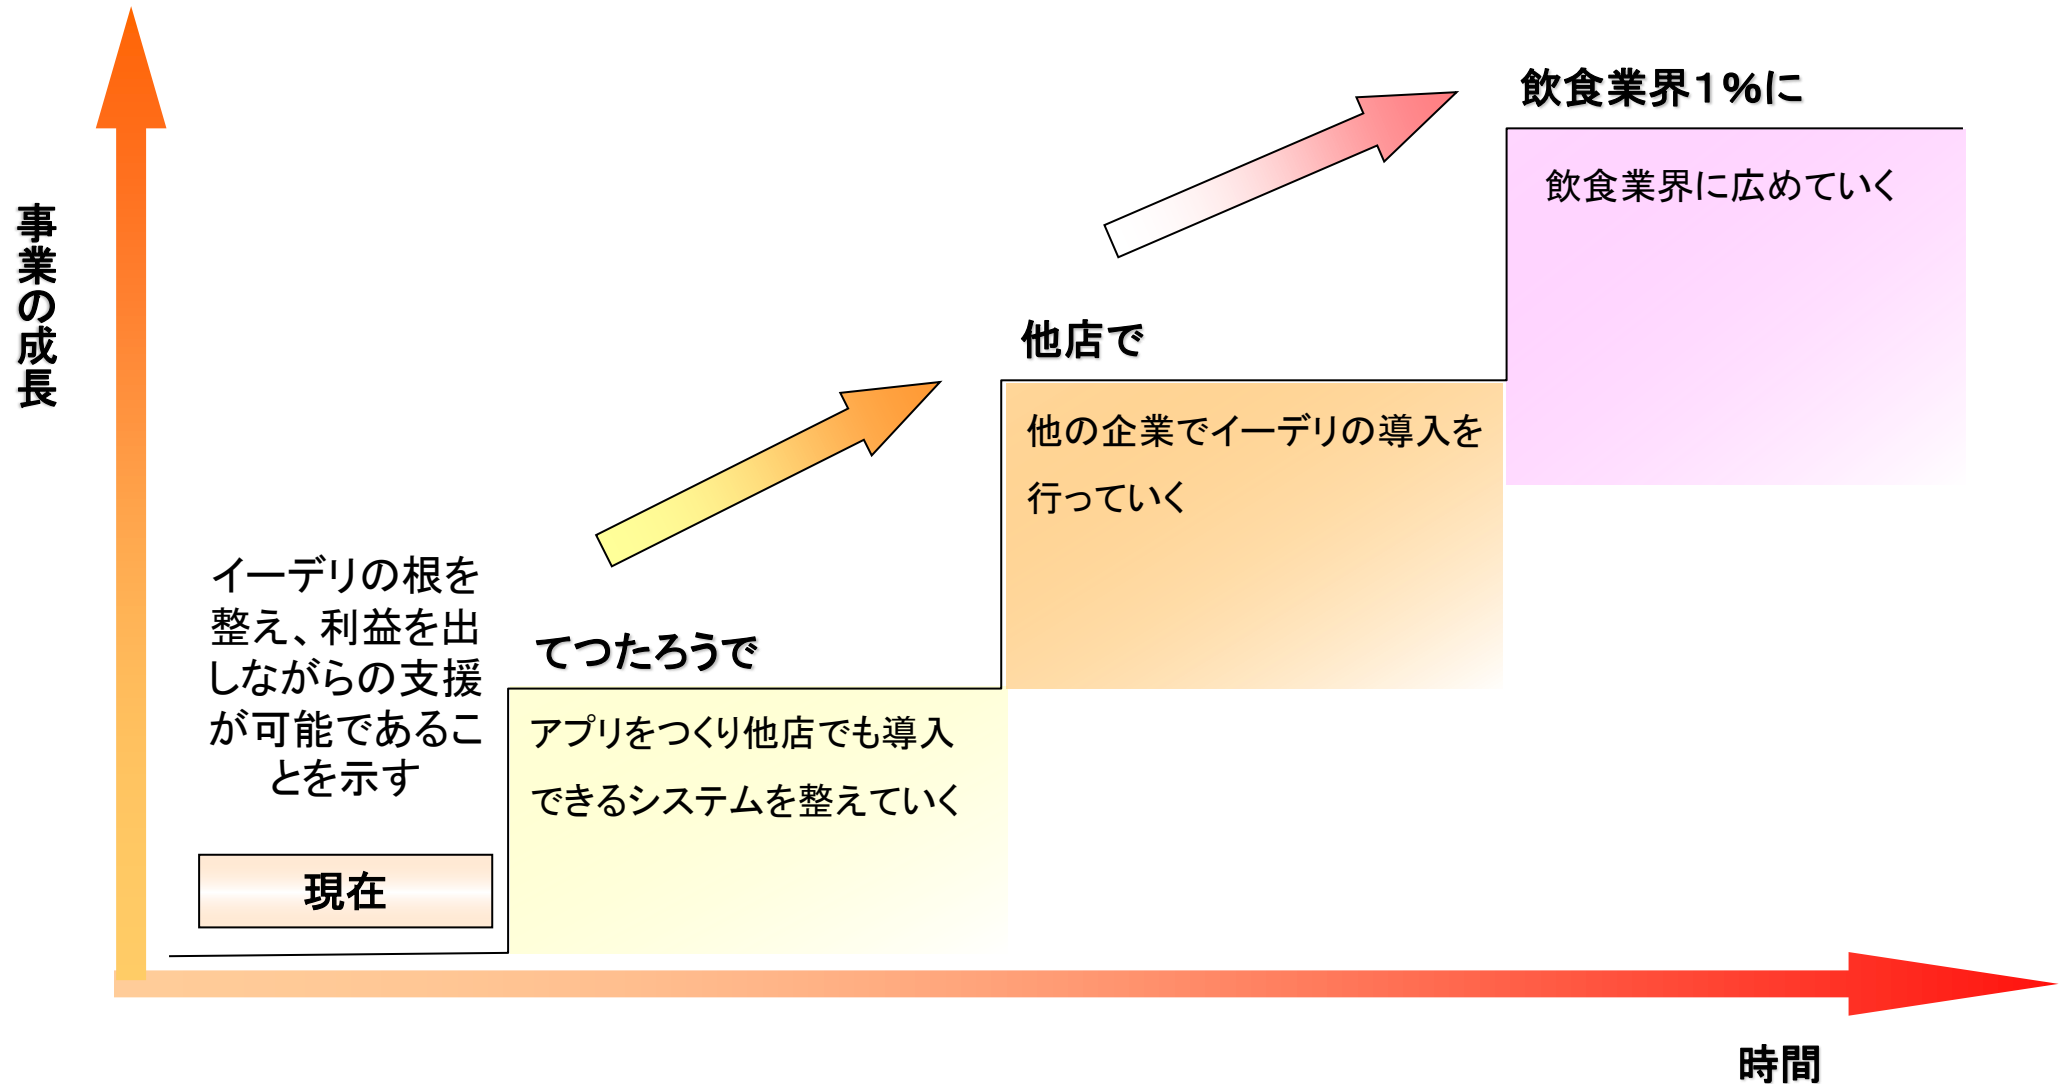 事業の成長
イーデリの根を
整え、利益を出
しながらの支援
が可能であるこ
とを示す
現在
てつたろうで
アプリをつくり他店でも導入
できるシステムを整えていく
他店で
他の企業でイーデリの導入を
行っていく
飲食業界1%に
飲食業界に広めていく
時間